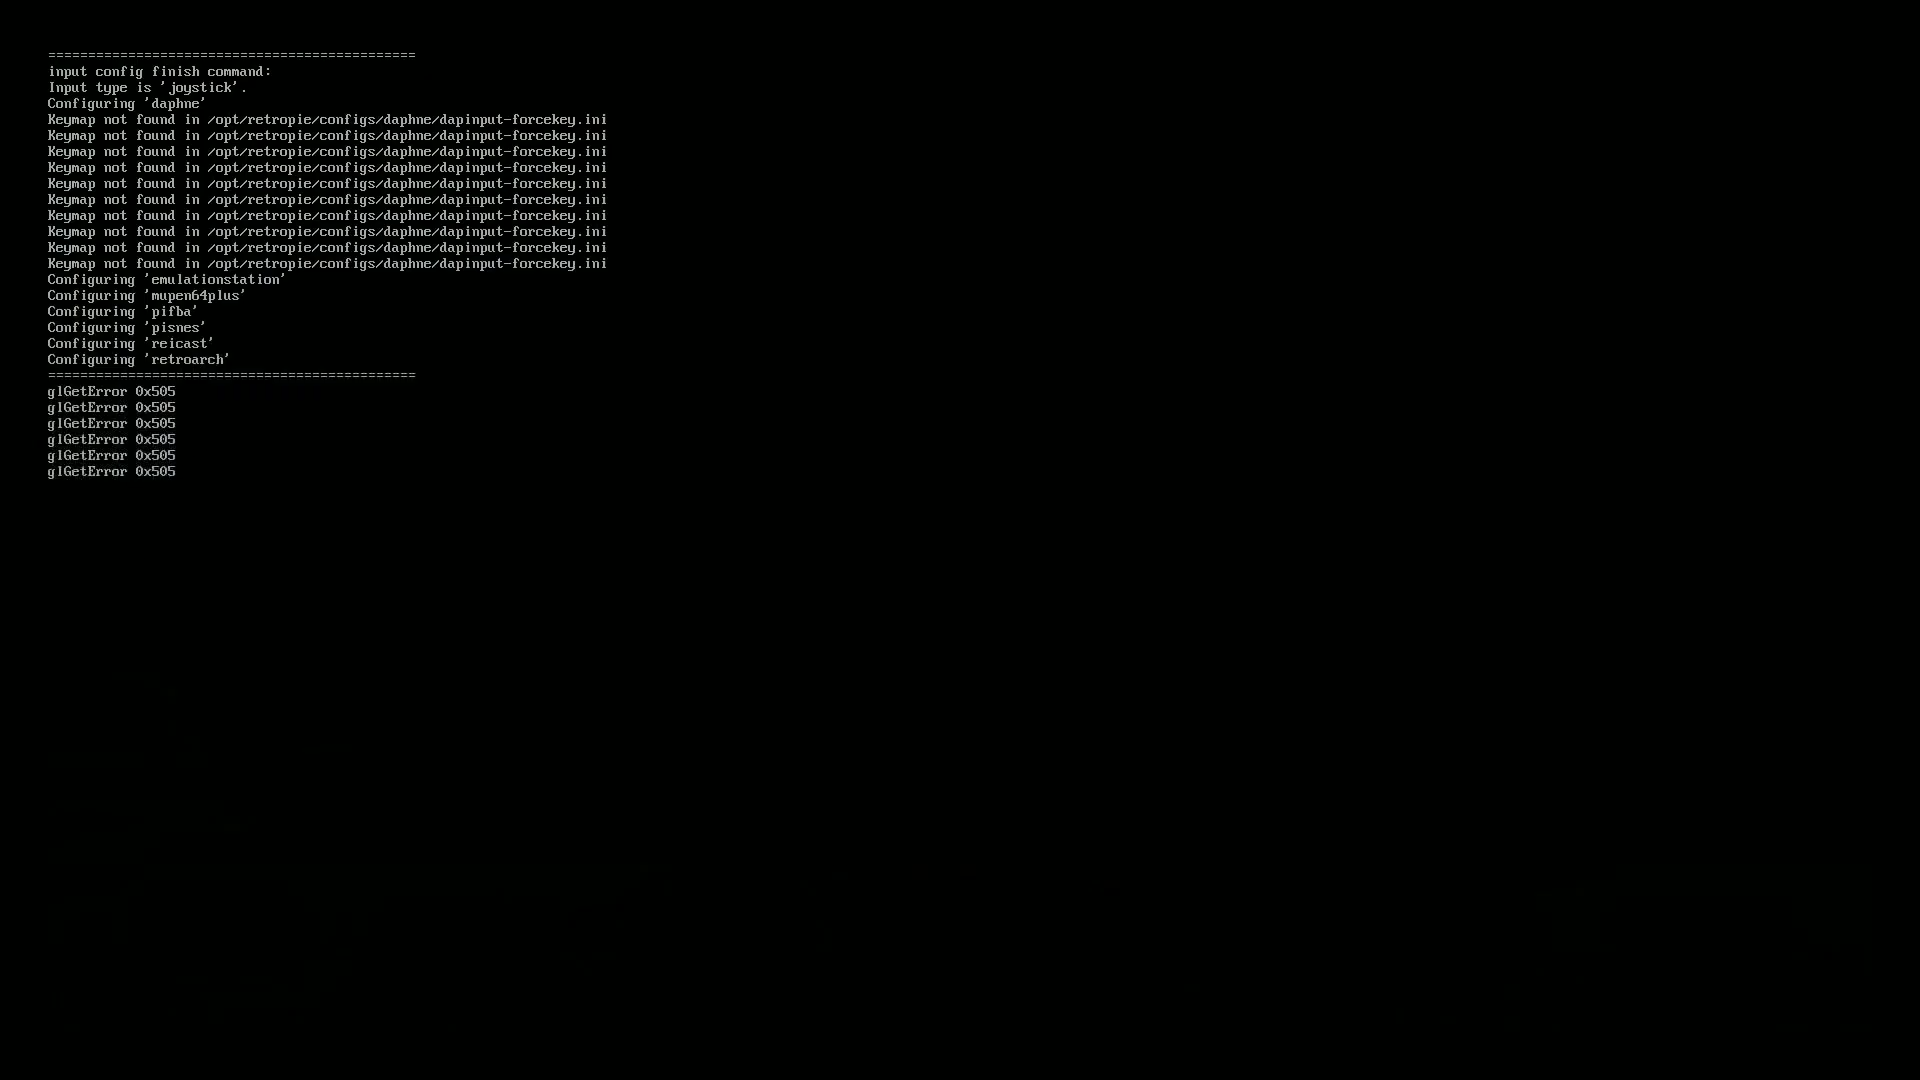 ==============================================
input config finish command:
Input type is 'joystick'.
Configuring 'daphne'
Keymap not found in /opt/retropie/configs/daphne/dapinput-forcekey.ini
Keymap not found in /opt/retropie/configs/daphne/dapinput-forcekey.ini
Keymap not found in /opt/retropie/configs/daphne/dapinput-forcekey.ini
Keymap not found in /opt/retropie/configs/daphne/dapinput-forcekey.ini
Keymap not found in /opt/retropie/configs/daphne/dapinput-forcekey.ini
Keymap not found in /opt/retropie/configs/daphne/dapinput-forcekey.ini
Keymap not found in /opt/retropie/configs/daphne/dapinput-forcekey.ini
Keymap not found in /opt/retropie/configs/daphne/dapinput-forcekey.ini
Keymap not found in /opt/retropie/configs/daphne/dapinput-forcekey.ini
Keymap not found in /opt/retropie/configs/daphne/dapinput-forcekey.ini
Configuring 'emulationstation'
Configuring 'mupen64plus'
Configuring 'pifba'
Configuring 'pisnes'
Configuring 'reicast'
Configuring 'retroarch'
==============================================
glGetError 0x505
glGetError 0x505
glGetError 0x505
glGetError 0x505
glGetError 0x505
glGetError 0x505